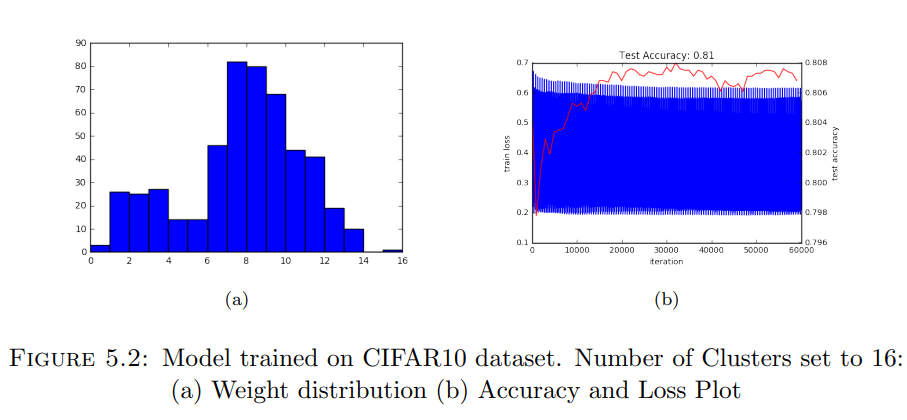 90
80
70
60
50
40
30
20
10
0
0 2 4 6 8 10 12 14 16
(a)
Test Accuracy: 0.81
0.7
0.6
0.5
0.4
0.3
0.2
0.1
train loss
0.808
0.806
0.804
0.802
0.800
0.798
0.796
test accuracy
0 10000 20000 30000 40000 50000 60000
iteration
(b)
FIGURE 5.2: Model trained on CIFAR10 dataset. Number of Clusters set to 16:
(a) Weight distribution (b) Accuracy and Loss Plot